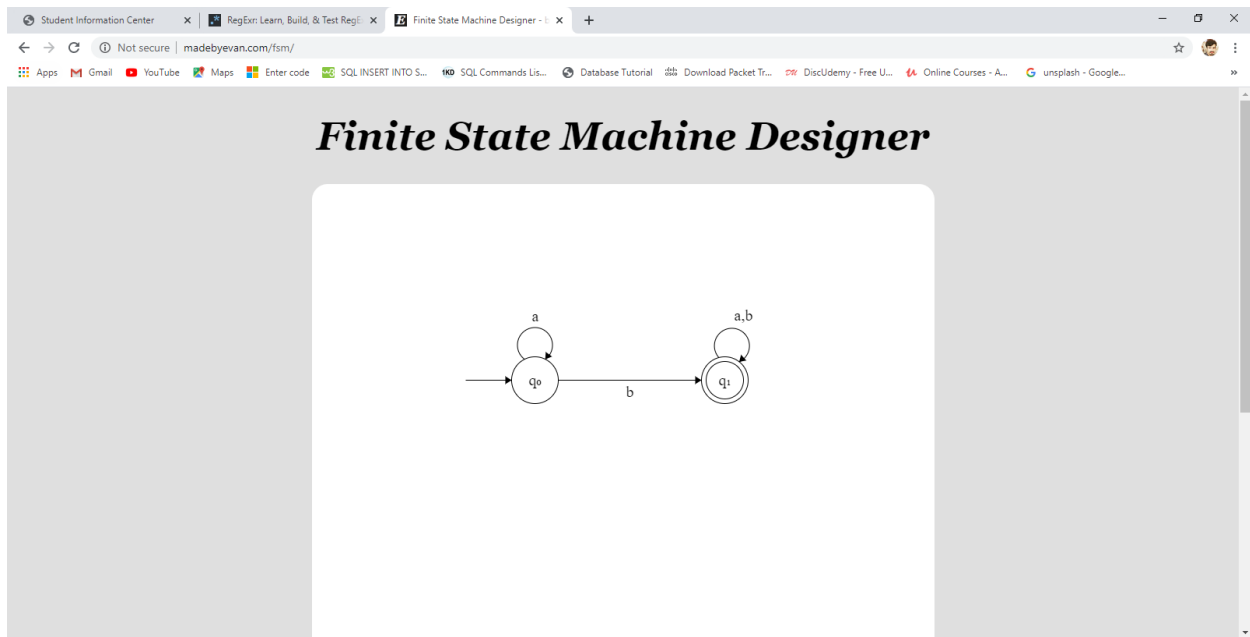 Student Information Center
RegExr: Learn, Build, & Test RegE
Finite State Machine Designer - b
Not secure | madebyevan.com/fsm/
Apps Gmail YouTube Maps Enter code SQL INSERT INTO S... 1KD SQL Commands Lis... Database Tutorial Download Packet Tr... DiscUdemy - Free U... Online Courses - A... unsplash - Google... »
Finite State Machine Designer
a a,b
q₀ q₁
b